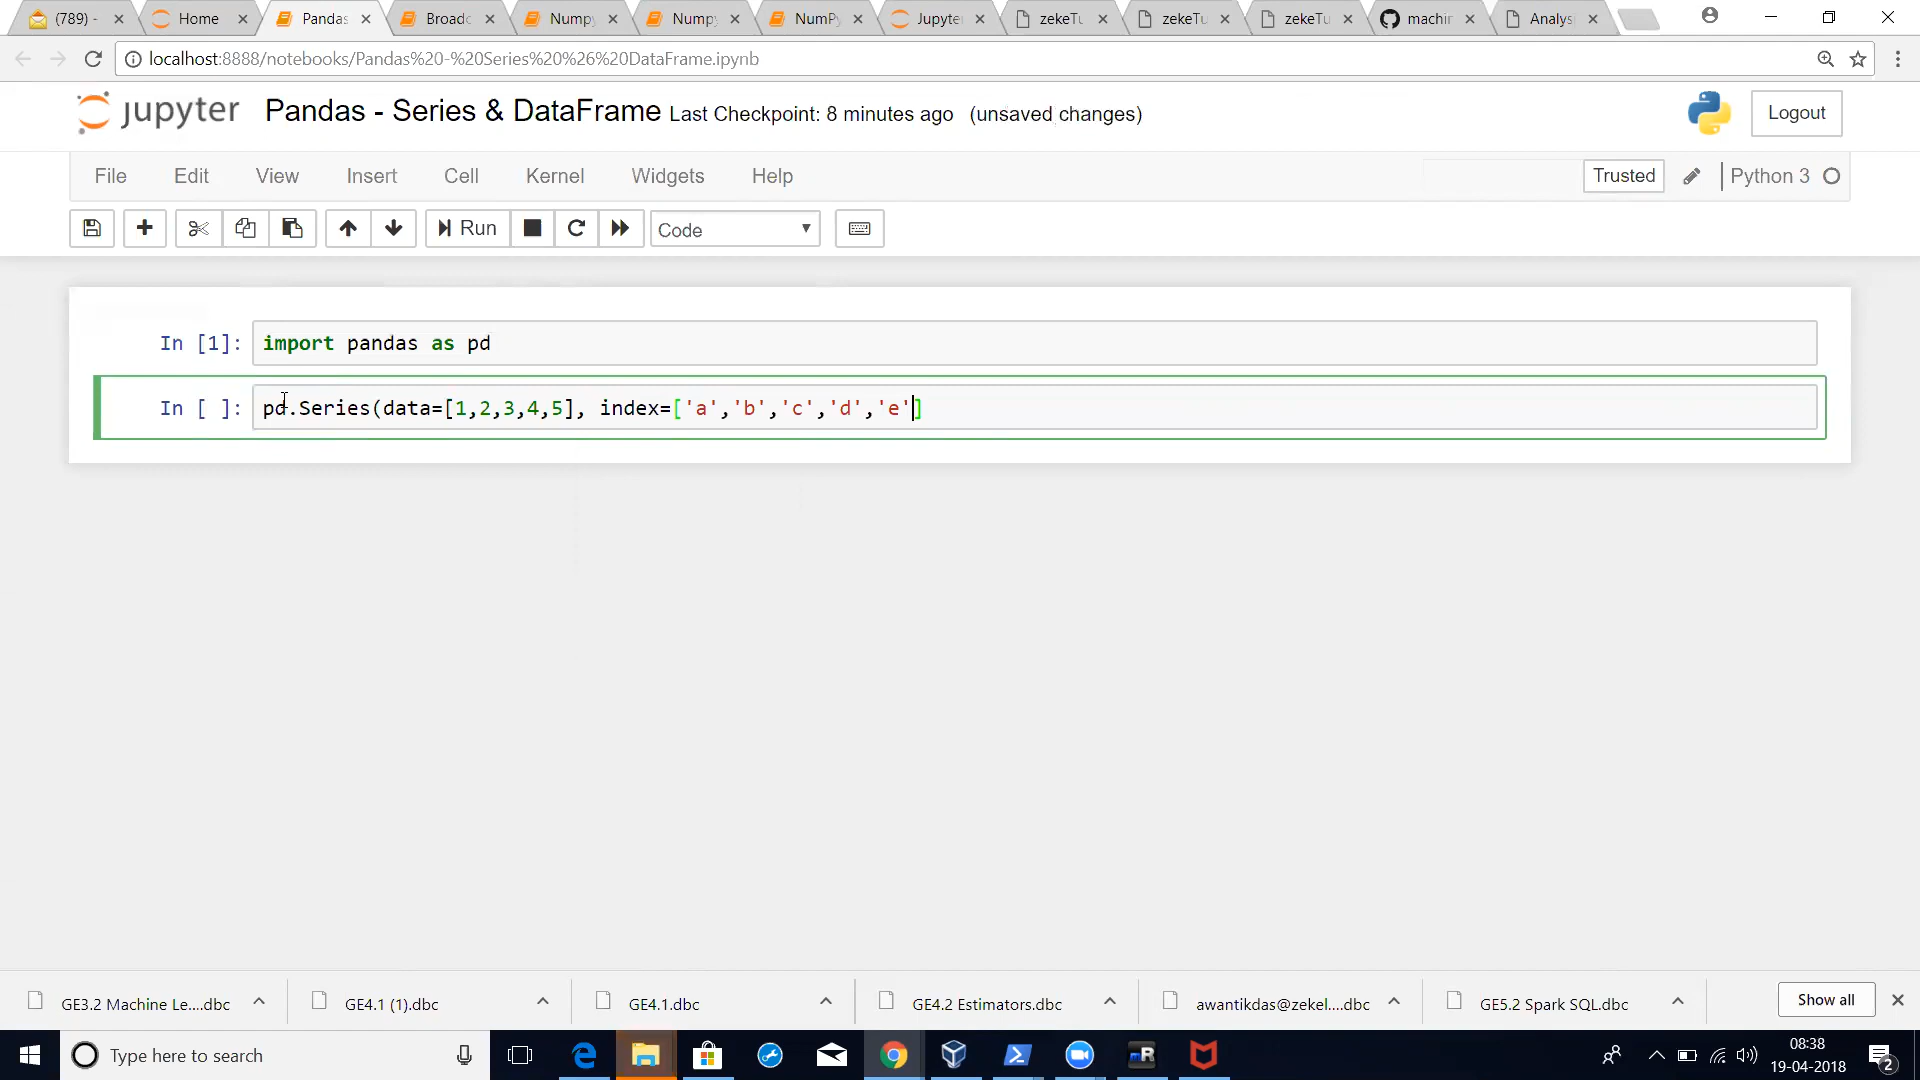 (789) - Home Pandas Broadc Numpy Numpy NumPy Jupyter zekeTu zekeTu zekeTu machin Analysi
localhost:8888/notebooks/Pandas%20-%20Series%20%26%20DataFrame.ipynb
jupyter Pandas - Series & DataFrame Last Checkpoint: 8 minutes ago (unsaved changes) Logout
File Edit View Insert Cell Kernel Widgets Help Trusted Python 3
Run Code
In [1]: import pandas as pd
In [ ]: pd.Series(data=[1,2,3,4,5], index=['a','b','c','d','e']
GE3.2 Machine Le....dbc GE4.1 (1).dbc GE4.1.dbc GE4.2 Estimators.dbc awantikdas@zekel....dbc GE5.2 Spark SQL.dbc Show all
Type here to search R 08:38
19-04-2018 2